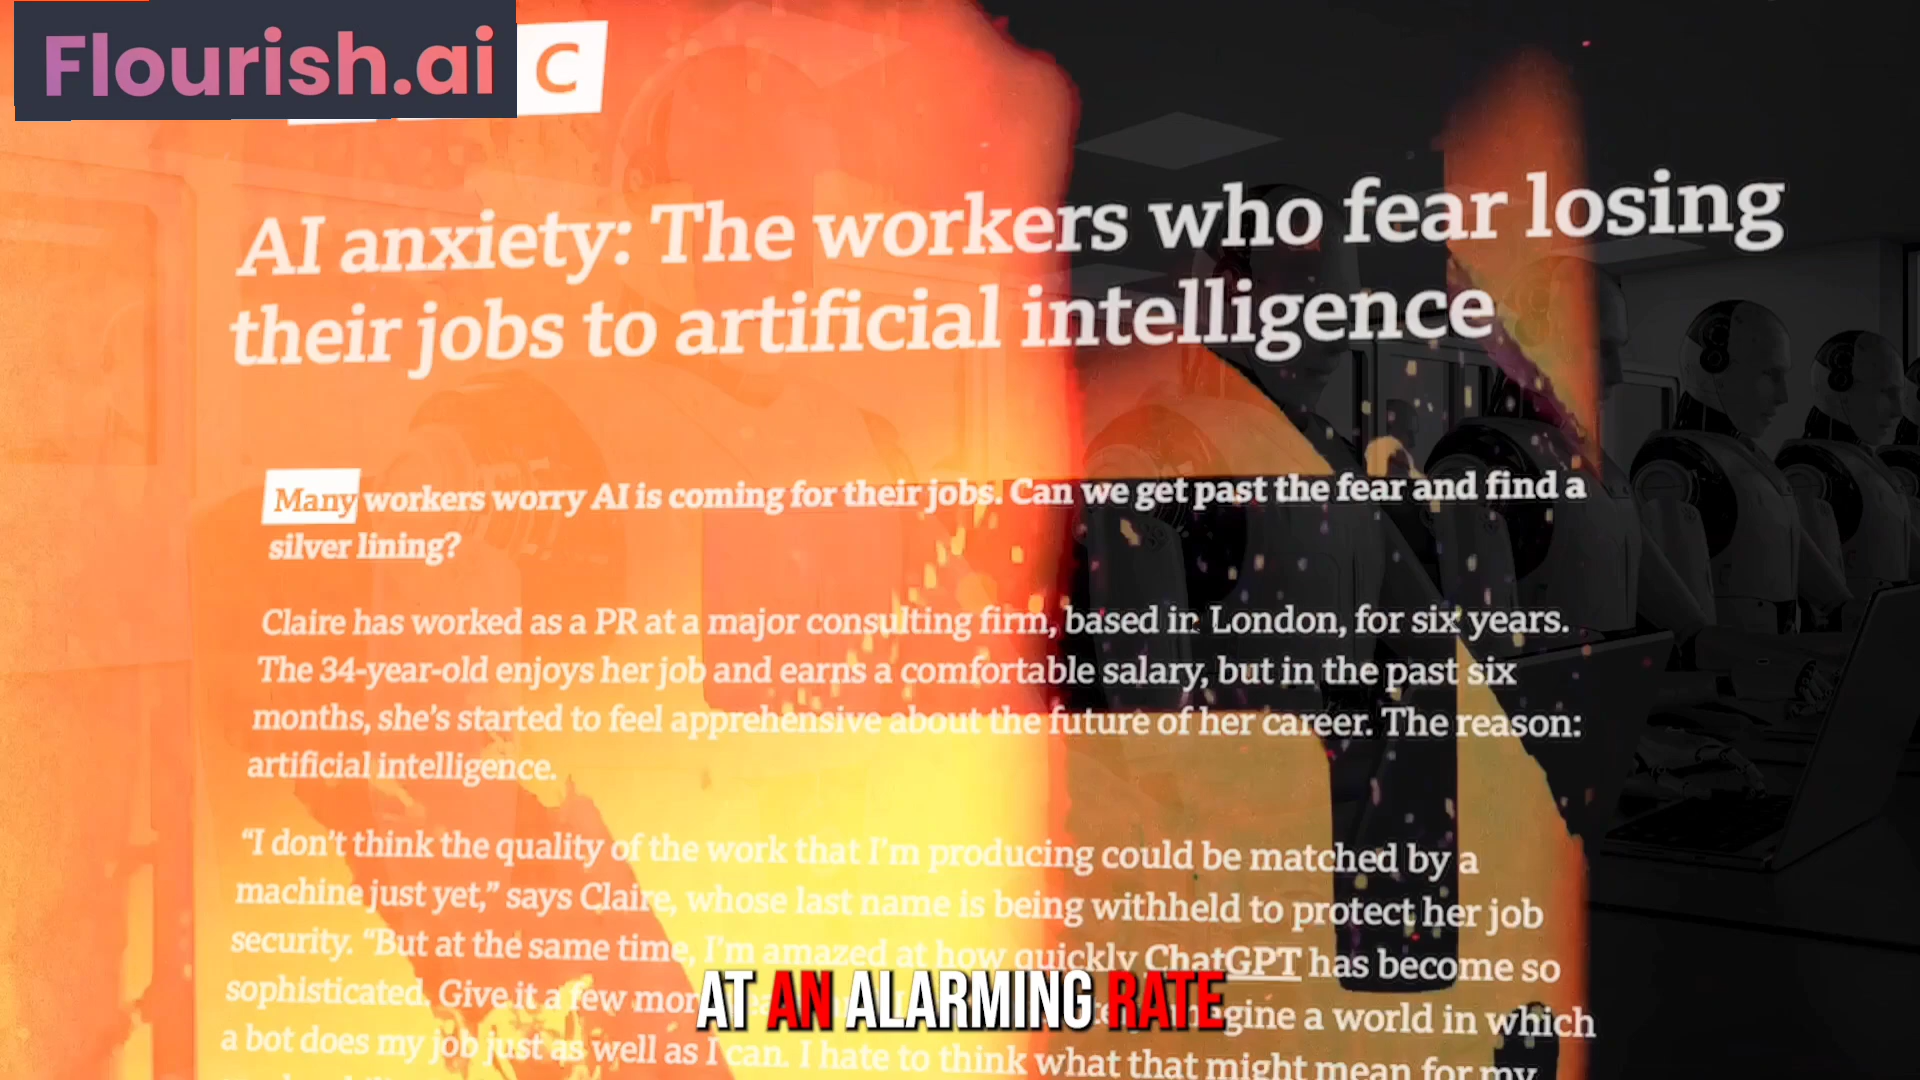 Flourish.ai C
AI anxiety: The workers who fear losing
their jobs to artificial intelligence
Many workers worry AI is coming for their jobs. Can we get past the fear and find a
silver lining?
Claire has worked as a PR at a major consulting firm, based in London, for six years.
The 34-year-old enjoys her job and earns a comfortable salary, but in the past six
months, she's started to feel apprehensive about the future of her career. The reason:
artificial intelligence.
“I don't think the quality of the work that I'm producing could be matched by a
machine just yet,” says Claire, whose last name is being withheld to protect her job
security. “But at the same time, I'm amazed at how quickly ChatGPT has become so
sophisticated. Give it a few mor
a world in which
AT AN ALARMING RATE
a bot does my job just as well as I can. I hate to think what that might mean for my